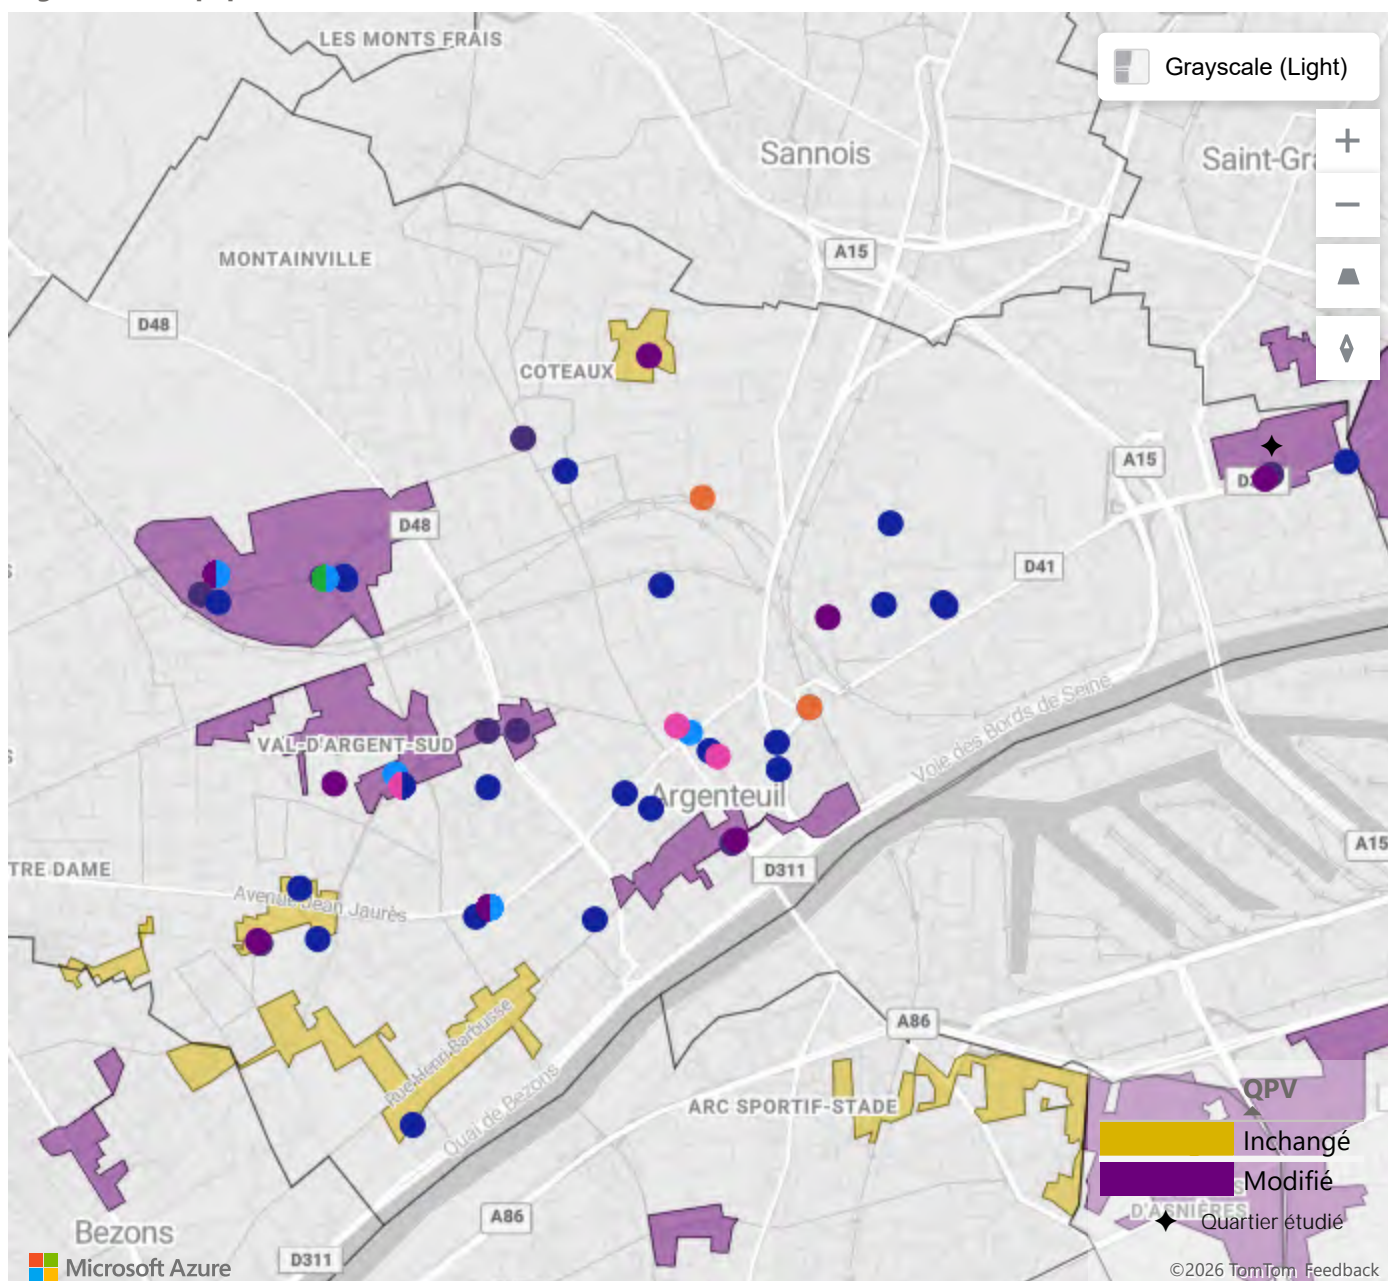 LES MONTS FRAIS
Grayscale (Light)
Sannois
Saint-Gra
A15
MONTAINVILLE
D48
COTEAUX
A15
D48
D41
VAL-D'ARGENT-SUD
Voie des Bords de Seine
Argenteuil
A15
D311
TRE DAME
Avenue Jean Jaurès
A86
Rue Henri Barbusse
Quai de Bezons
ARC SPORTIF-STADE
QPV
Inchangé
Modifié
D'ASNIÈRES
Quartier étudié
A86
Bezons
D311
Microsoft Azure
©2026 TomTom Feedback